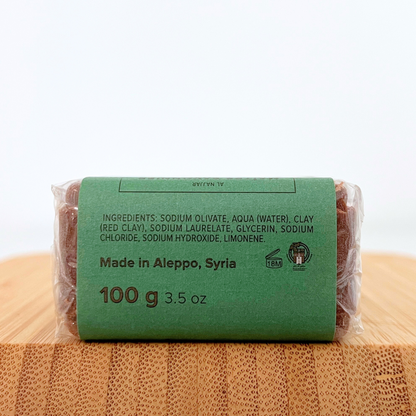 AL NAJJAR
INGREDIENTS: SODIUM OLIVATE, AQUA (WATER), CLAY
(RED CLAY), SODIUM LAURELATE, GLYCERIN, SODIUM
CHLORIDE, SODIUM HYDROXIDE, LIMONENE.
Made in Aleppo, Syria
18M
100 g 3.5 oz